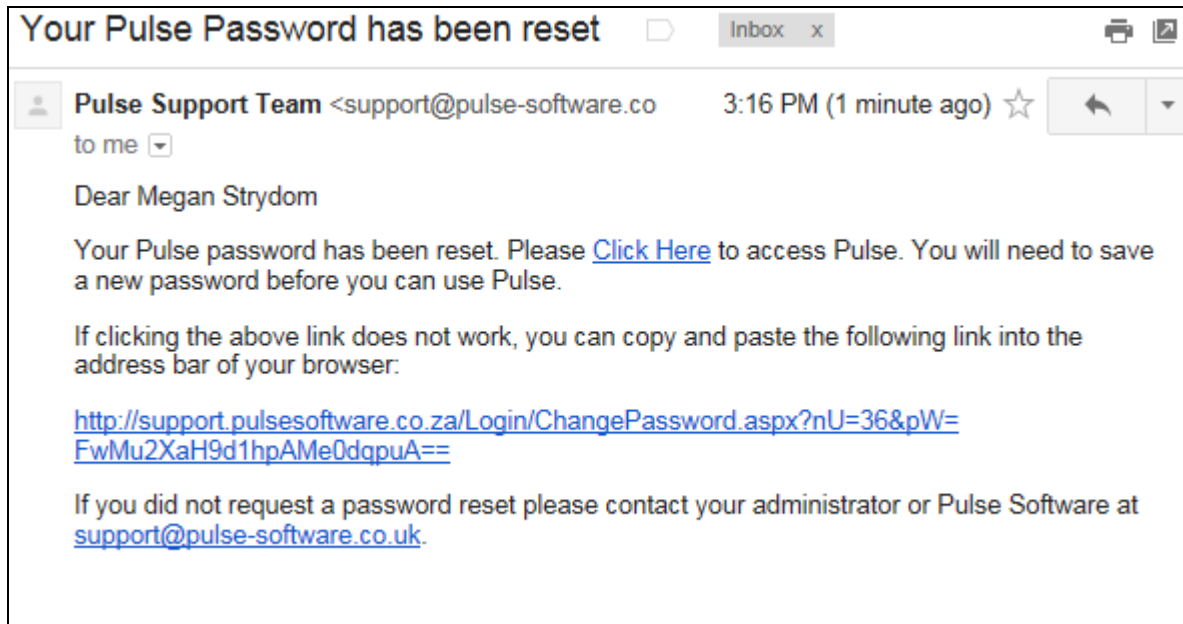 Your Pulse Password has been reset
Inbox x
Pulse Support Team <support@pulse-software.co
3:16 PM (1 minute ago)
to me
Dear Megan Strydom
Your Pulse password has been reset. Please Click Here to access Pulse. You will need to save
a new password before you can use Pulse.
If clicking the above link does not work, you can copy and paste the following link into the
address bar of your browser:
http://support.pulsesoftware.co.za/Login/ChangePassword.aspx?nU=36&pW=
FwMu2XaH9d1hpAMe0dqpuA==
If you did not request a password reset please contact your administrator or Pulse Software at
support@pulse-software.co.uk.